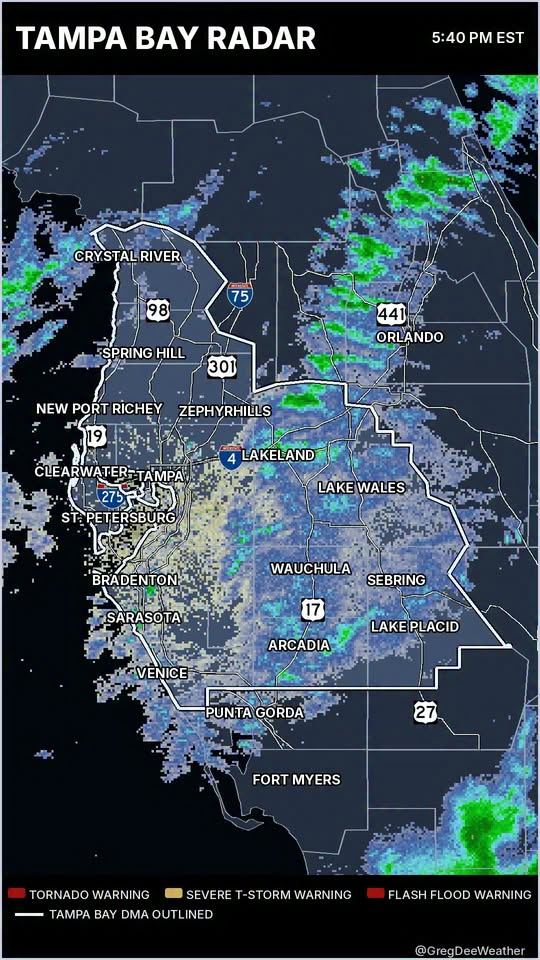 TAMPA BAY RADAR
5:40 PM EST
CRYSTAL RIVER
98
75
441
ORLANDO
SPRING HILL
301
NEW PORT RICHEY
ZEPHYRHILLS
19
CLEARWATER
TAMPA
4
LAKELAND
275
LAKE WALES
ST. PETERSBURG
BRADENTON
WAUCHULA
SEBRING
17
SARASOTA
LAKE PLACID
ARCADIA
VENICE
PUNTA GORDA
27
FORT MYERS
TORNADO WARNING
SEVERE T-STORM WARNING
FLASH FLOOD WARNING
TAMPA BAY DMA OUTLINED
@GregDeeWeather